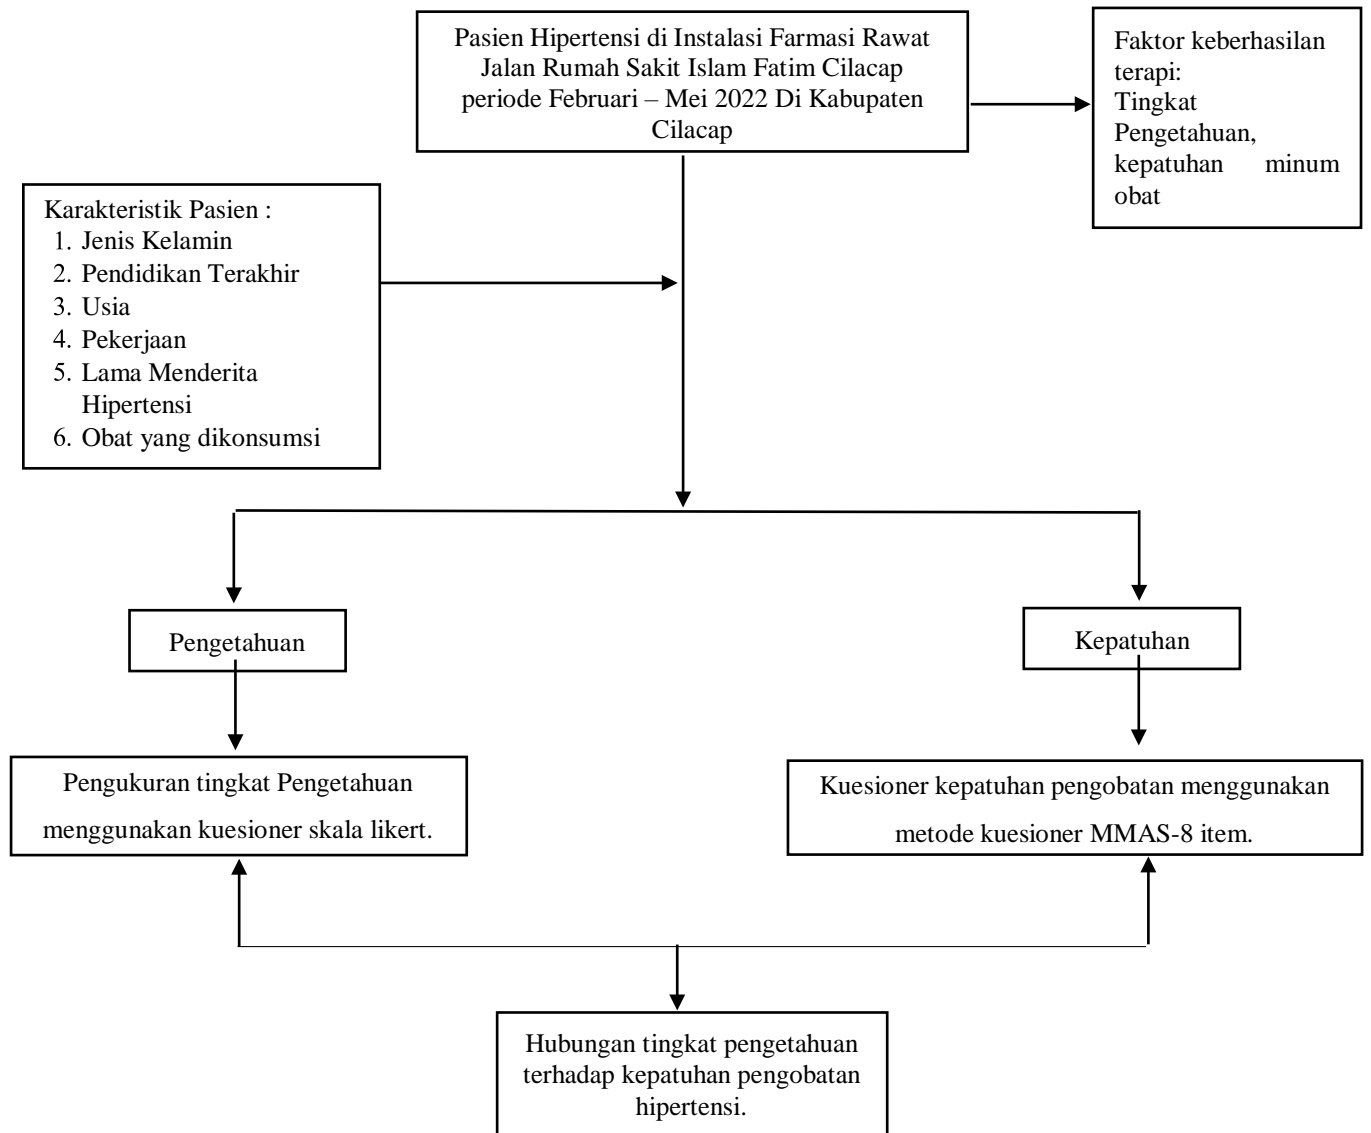 Pasien Hipertensi di Instalasi Farmasi Rawat
Jalan Rumah Sakit Islam Fatim Cilacap
periode Februari – Mei 2022 Di Kabupaten
Cilacap
Faktor keberhasilan
terapi:
Tingkat
Pengetahuan,
kepatuhan minum
obat
Karakteristik Pasien :
1. Jenis Kelamin
2. Pendidikan Terakhir
3. Usia
4. Pekerjaan
5. Lama Menderita
Hipertensi
6. Obat yang dikonsumsi
Pengetahuan
Kepatuhan
Pengukuran tingkat Pengetahuan
menggunakan kuesioner skala likert.
Kuesioner kepatuhan pengobatan menggunakan
metode kuesioner MMAS-8 item.
Hubungan tingkat pengetahuan
terhadap kepatuhan pengobatan
hipertensi.